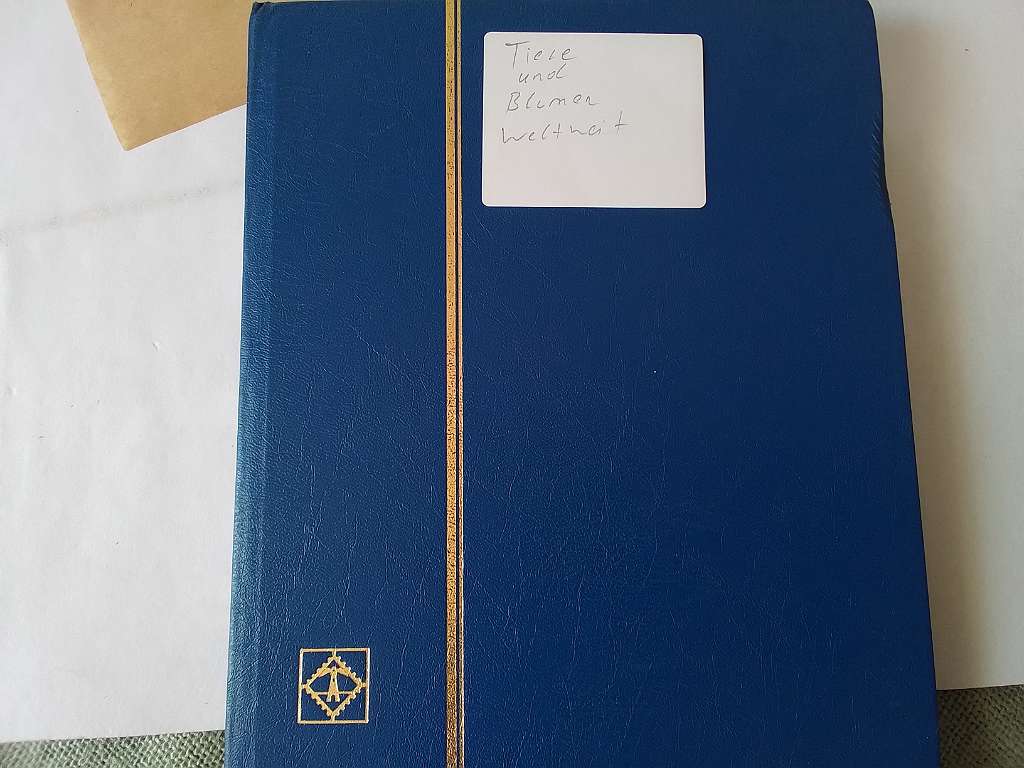 Tiere
und
Blumen
weltweit